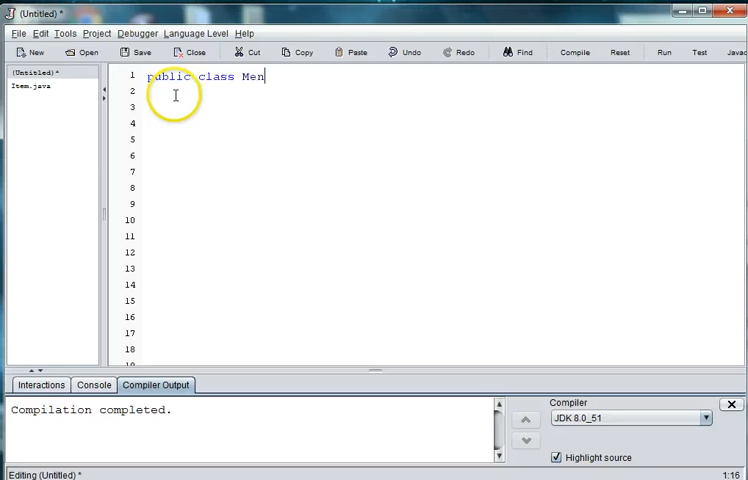 (Untitled) *
File Edit Tools Project Debugger Language Level Help
New Open Save Close Cut Copy Paste Undo Redo Find Compile Reset Run Test
(Untitled) *
Item.java
1 public class Men
2
3
4
5
6
7
8
9
10
11
12
13
14
15
16
17
18
Interactions Console Compiler Output
Compilation completed.
Compiler
JDK 8.0_51
Highlight source
Editing (Untitled) * 1:16